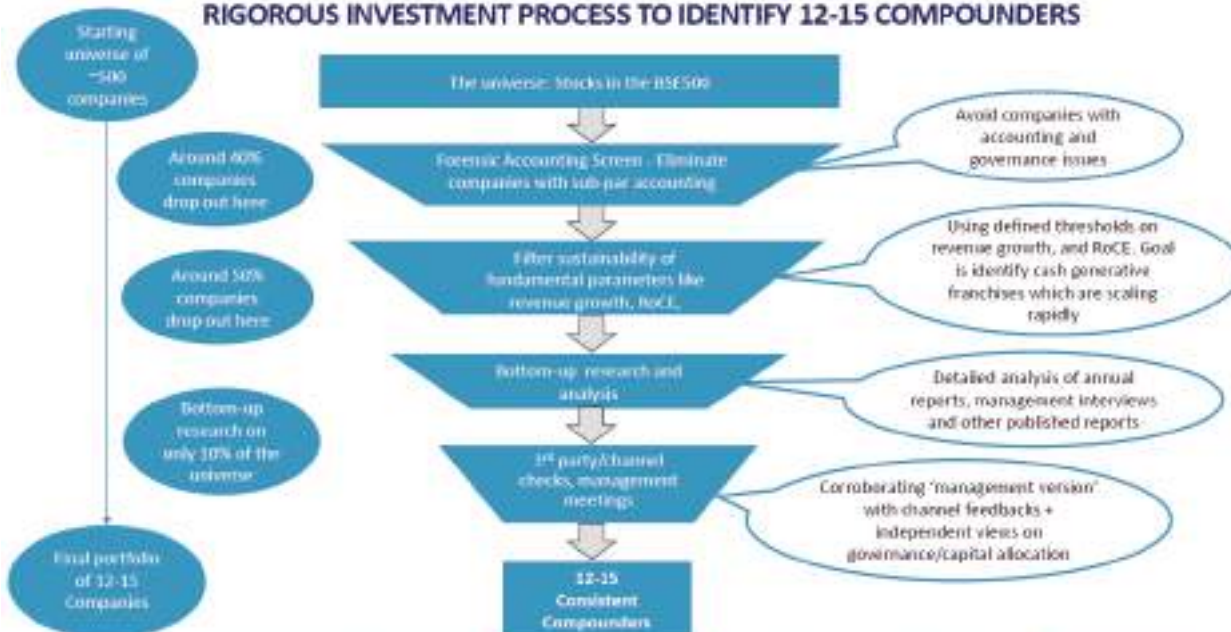 RIGOROUS INVESTMENT PROCESS TO IDENTIFY 12-15 COMPOUNDERS
Starting
universe of
~500
companies
The universe: Stocks in the BSE500
Avoid companies with
accounting and
governance issues
Around 40%
companies
drop out here
Forensic Accounting Screen - Eliminate
companies with sub-par accounting
Using defined thresholds on
revenue growth, and RoCE. Goal
is identify cash generative
franchises which are scaling
rapidly
Around 50%
companies
drop out here
Filter sustainability of
fundamental parameters like
revenue growth, RoCE.
Bottom-up research and
analysis
Detailed analysis of annual
reports, management interviews
and other published reports
Bottom-up
research on
only 10% of the
universe
3rd party/channel
checks, management
meetings
Corroborating 'management version'
with channel feedbacks +
independent views on
governance/capital allocation
Final portfolio
of 12-15
Companies
12-15
Consistent
Compounders